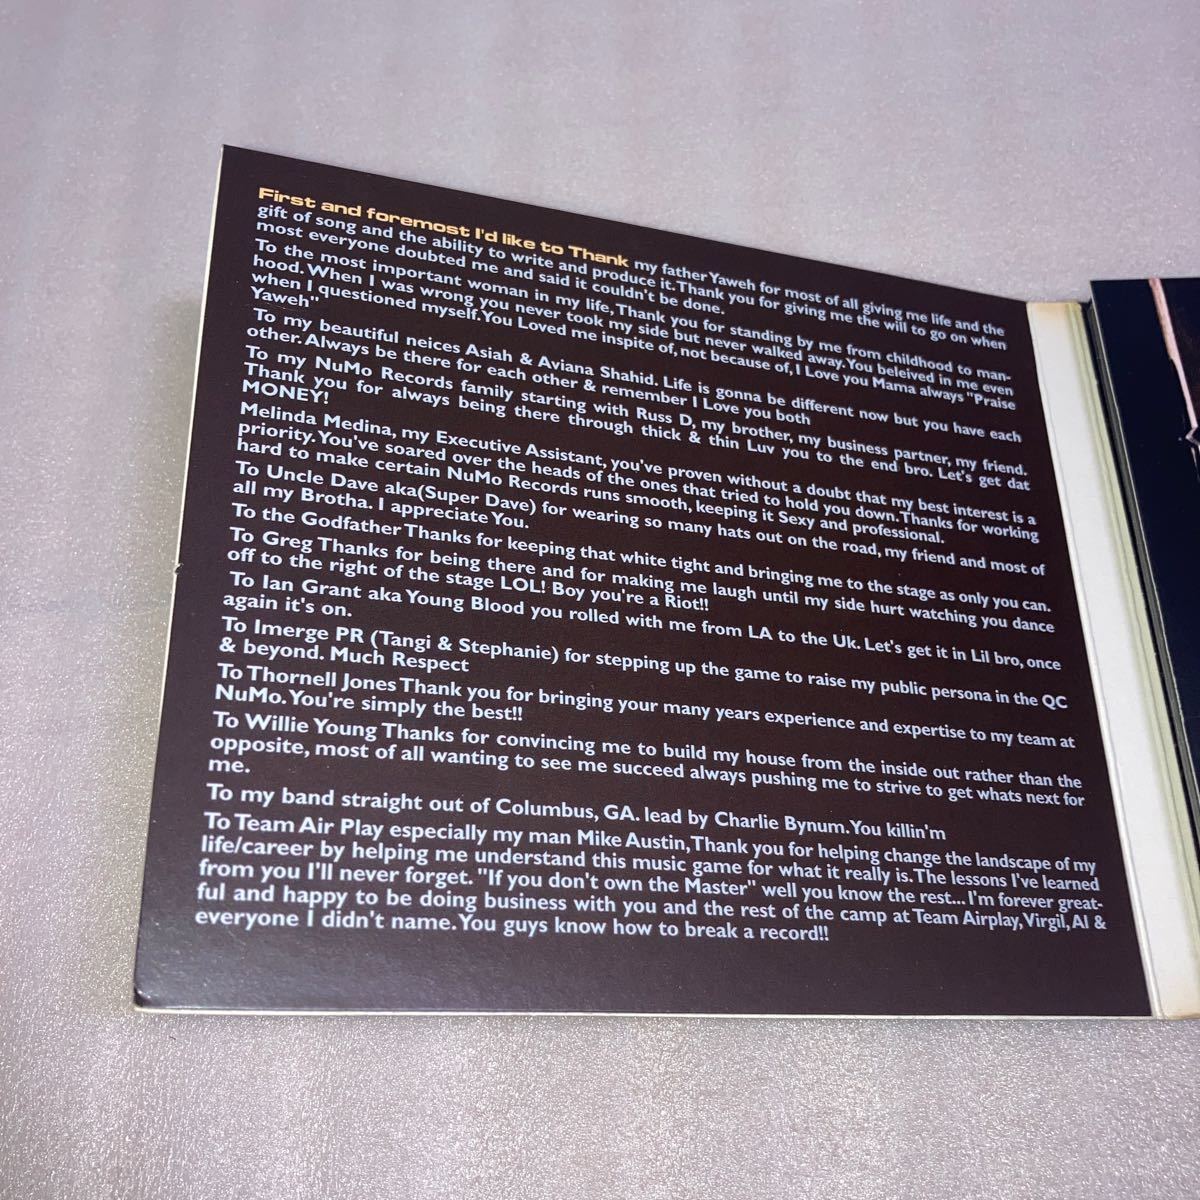 First and foremost I'd like to Thank my father Yaweh for most of all giving me life and the
gift of song and the ability to write and produce it. Thank you for giving me the will to go on when
most everyone doubted me and said it couldn't be done.
To the most important woman in my life, Thank you for standing by me from childhood to man-
hood. When I was wrong you never took my side but never walked away. You beleived in me even
when I questioned myself. You Loved me inspite of, not because of, I Love you Mama always "Praise
Yaweh"
To my beautiful neices Asiah & Aviana Shahid. Life is gonna be different now but you have each
other. Always be there for each other & remember I Love you both
To my NuMo Records family starting with Russ D, my brother, my business partner, my friend.
Thank you for always being there through thick & thin Luv you to the end bro. Let's get dat
MONEY!
Melinda Medina, my Executive Assistant, you've proven without a doubt that my best interest is a
priority. You've soared over the heads of the ones that tried to hold you down. Thanks for working
hard to make certain NuMo Records runs smooth, keeping it Sexy and professional.
To Uncle Dave aka(Super Dave) for wearing so many hats out on the road, my friend and most of
all my Brotha. I appreciate You.
To the Godfather Thanks for keeping that white tight and bringing me to the stage as only you can.
To Greg Thanks for being there and for making me laugh until my side hurt watching you dance
off to the right of the stage LOL! Boy you're a Riot!!
To Ian Grant aka Young Blood you rolled with me from LA to the Uk. Let's get it in Lil bro, once
again it's on.
To Imerge PR (Tangi & Stephanie) for stepping up the game to raise my public persona in the QC
& beyond. Much Respect
To Thornell Jones Thank you for bringing your many years experience and expertise to my team at
NuMo. You're simply the best!!
To Willie Young Thanks for convincing me to build my house from the inside out rather than the
opposite, most of all wanting to see me succeed always pushing me to strive to get whats next for
me.
To my band straight out of Columbus, GA. lead by Charlie Bynum. You killin'm
To Team Air Play especially my man Mike Austin, Thank you for helping change the landscape of my
life/career by helping me understand this music game for what it really is. The lessons I've learned
from you I'll never forget. "If you don't own the Master" well you know the rest... I'm forever great-
ful and happy to be doing business with you and the rest of the camp at Team Airplay, Virgil, Al &
everyone I didn't name. You guys know how to break a record!!